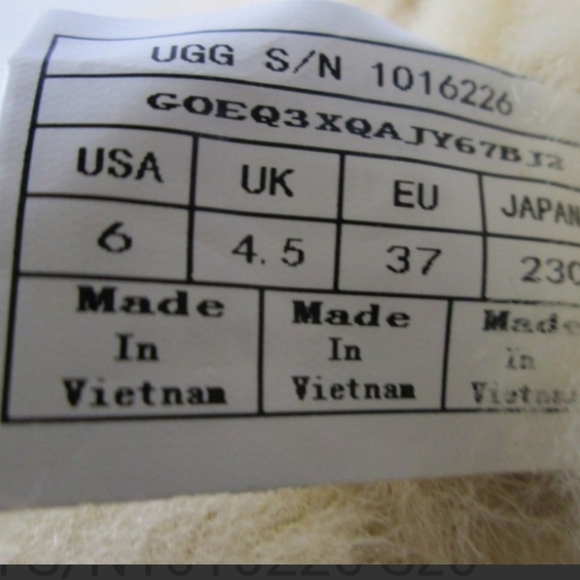 UGG S/N 1016226
GOEQ3XQAJY67BJ2
USA UK EU JAPAN
6 4.5 37 230
Made Made Made
In In In
Vietnam Vietnam Vietnam